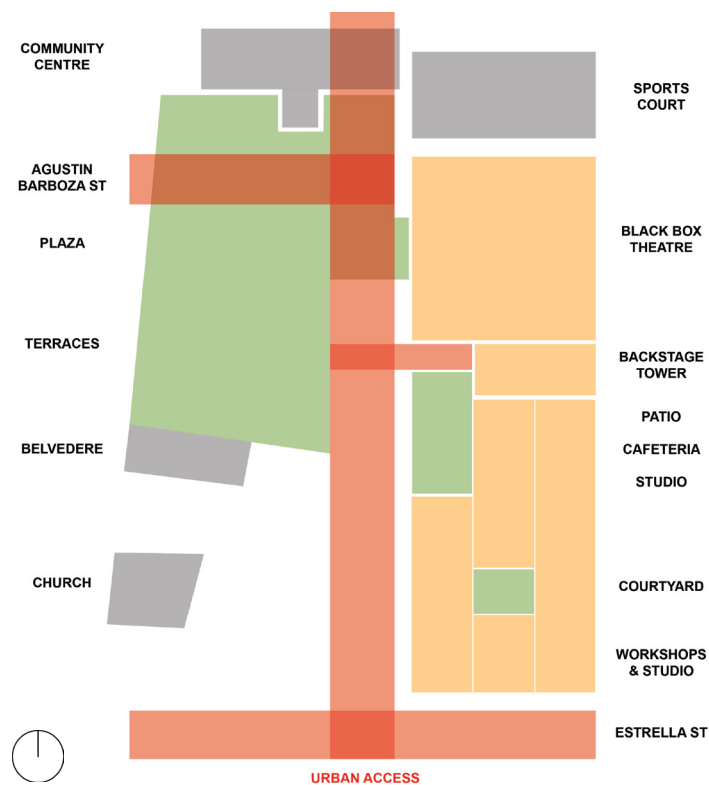 COMMUNITY
CENTRE
AGUSTIN
BARBOZA ST
PLAZA
TERRACES
BELVEDERE
CHURCH
SPORTS
COURT
BLACK BOX
THEATRE
BACKSTAGE
TOWER
PATIO
CAFETERIA
STUDIO
COURTYARD
WORKSHOPS
& STUDIO
ESTRELLA ST
URBAN ACCESS